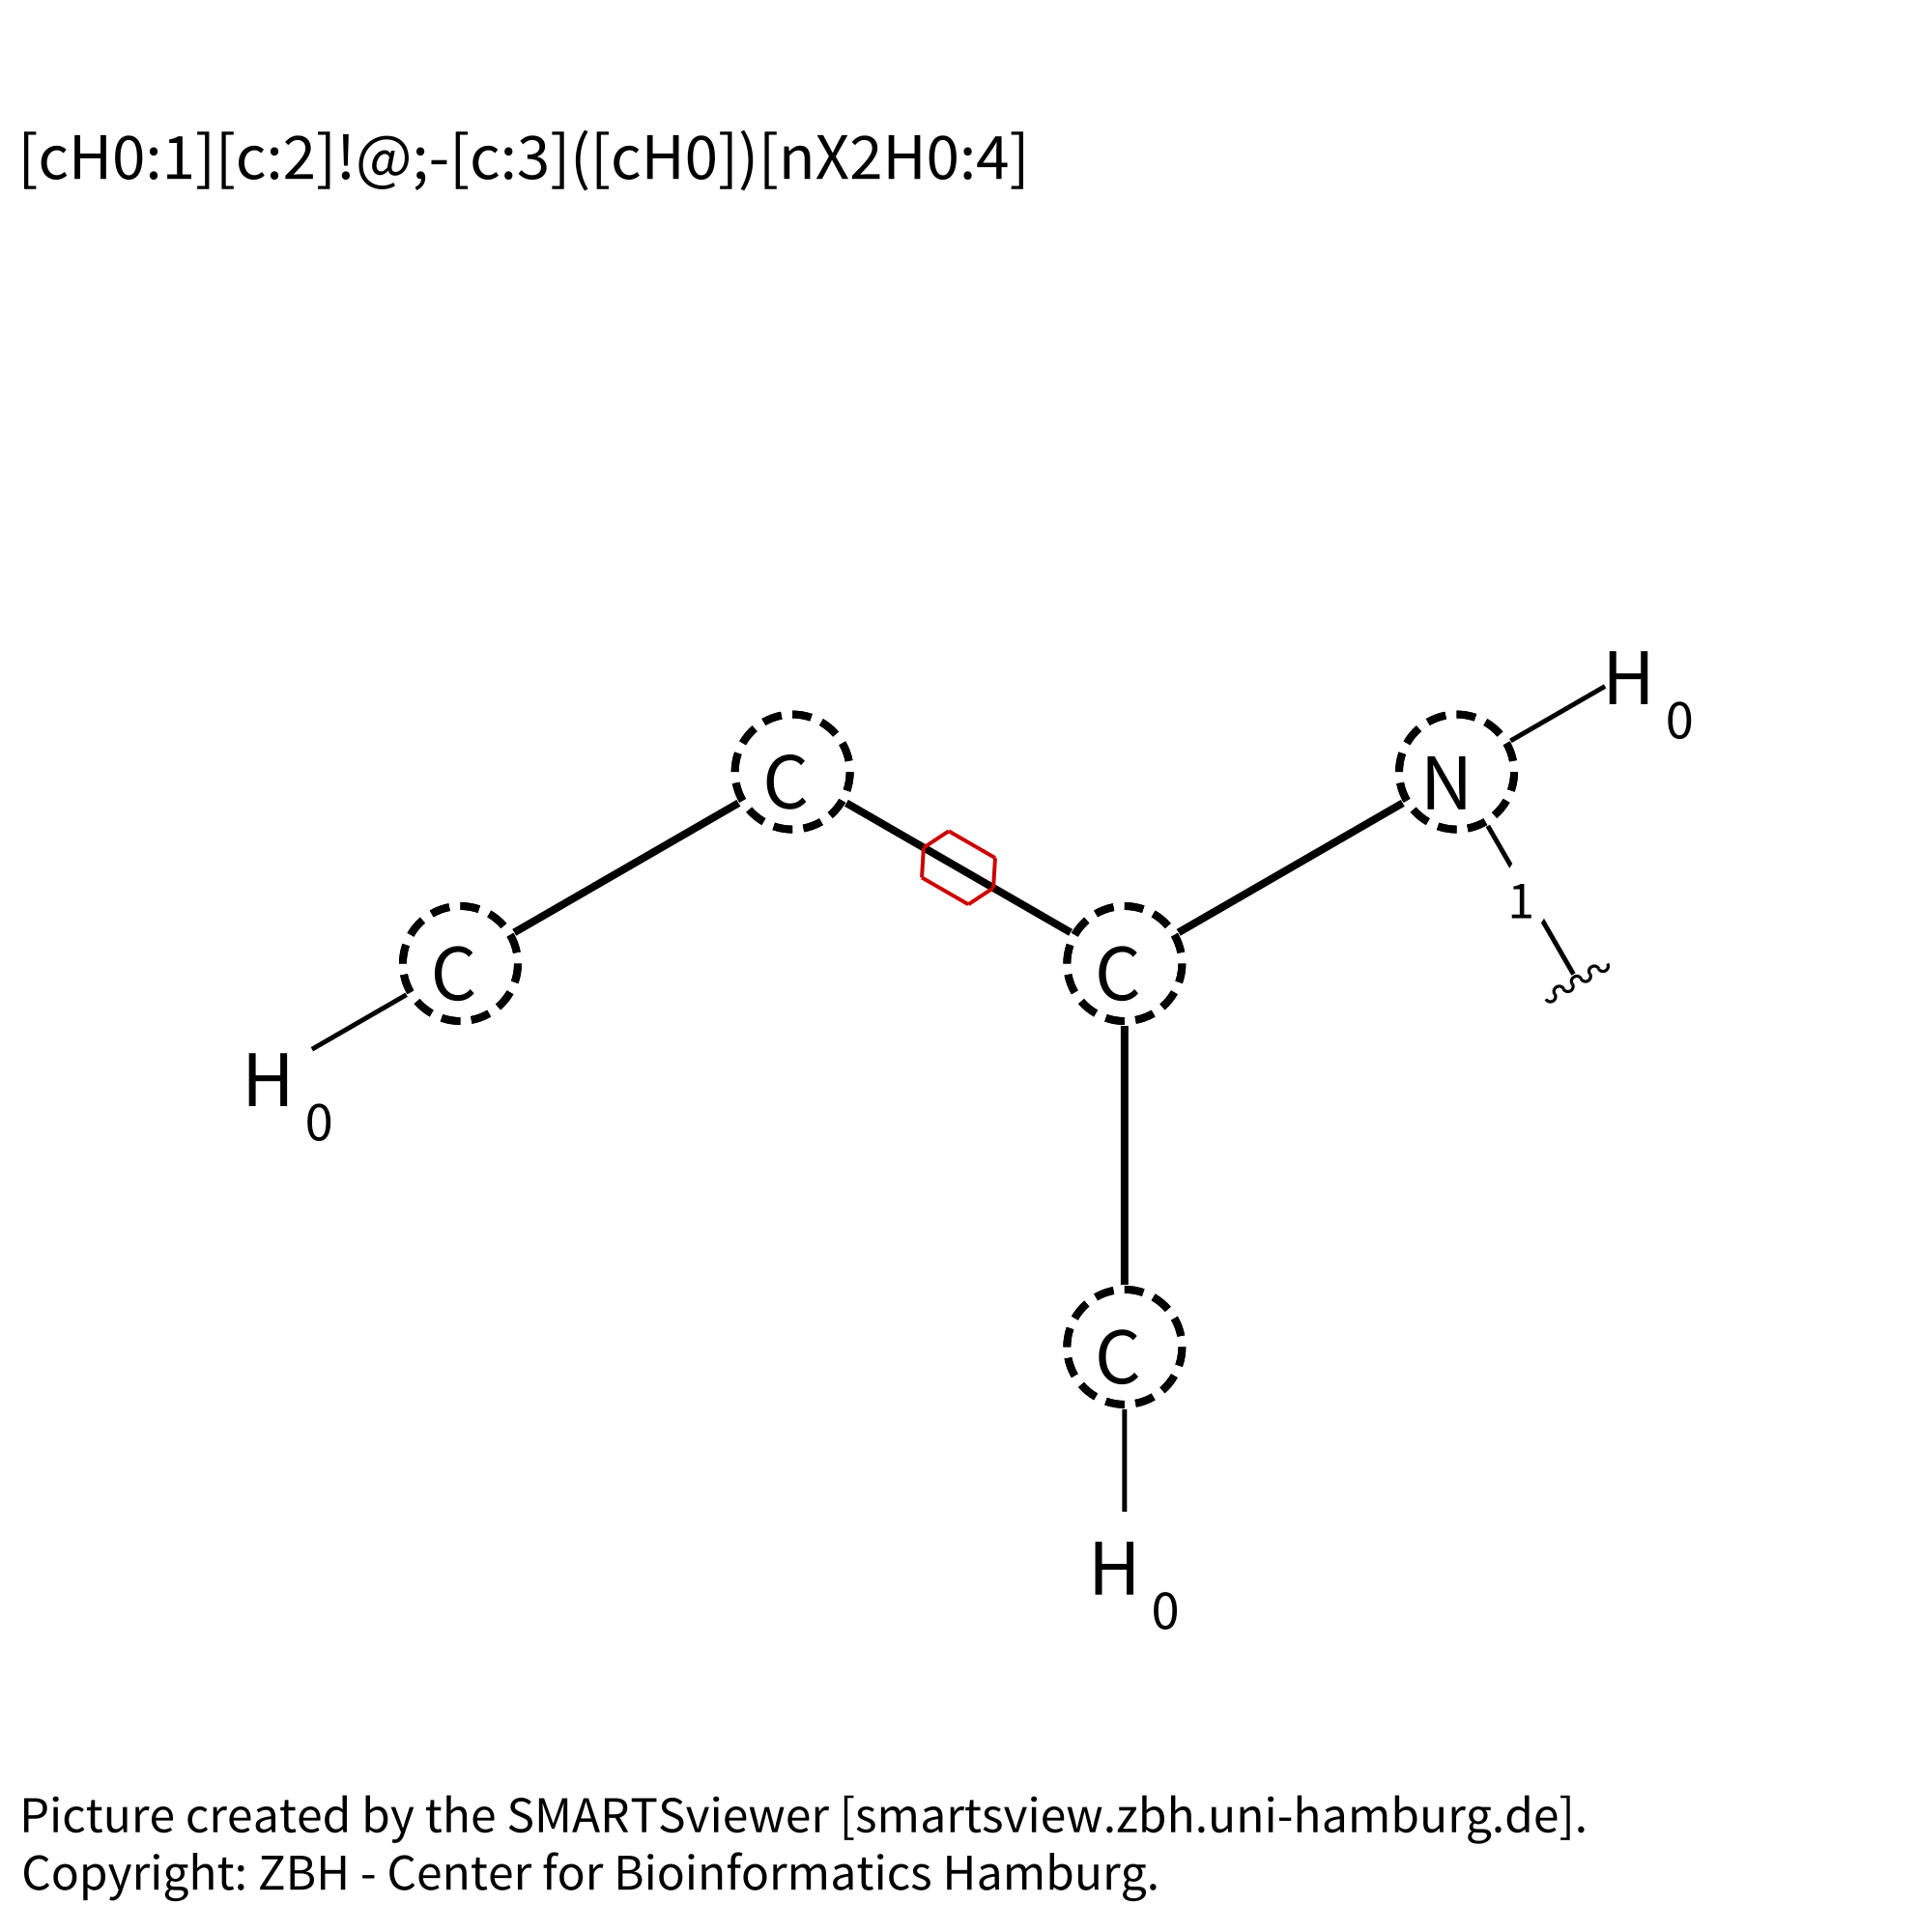 [cH0:1][c:2]!@;-[c:3]([cH0])[nX2H0:4]
H
0
C
N
1
C
C
H
0
C
H
0
Picture created by the SMARTSviewer [smartsview.zbh.uni-hamburg.de].
Copyright: ZBH - Center for Bioinformatics Hamburg.